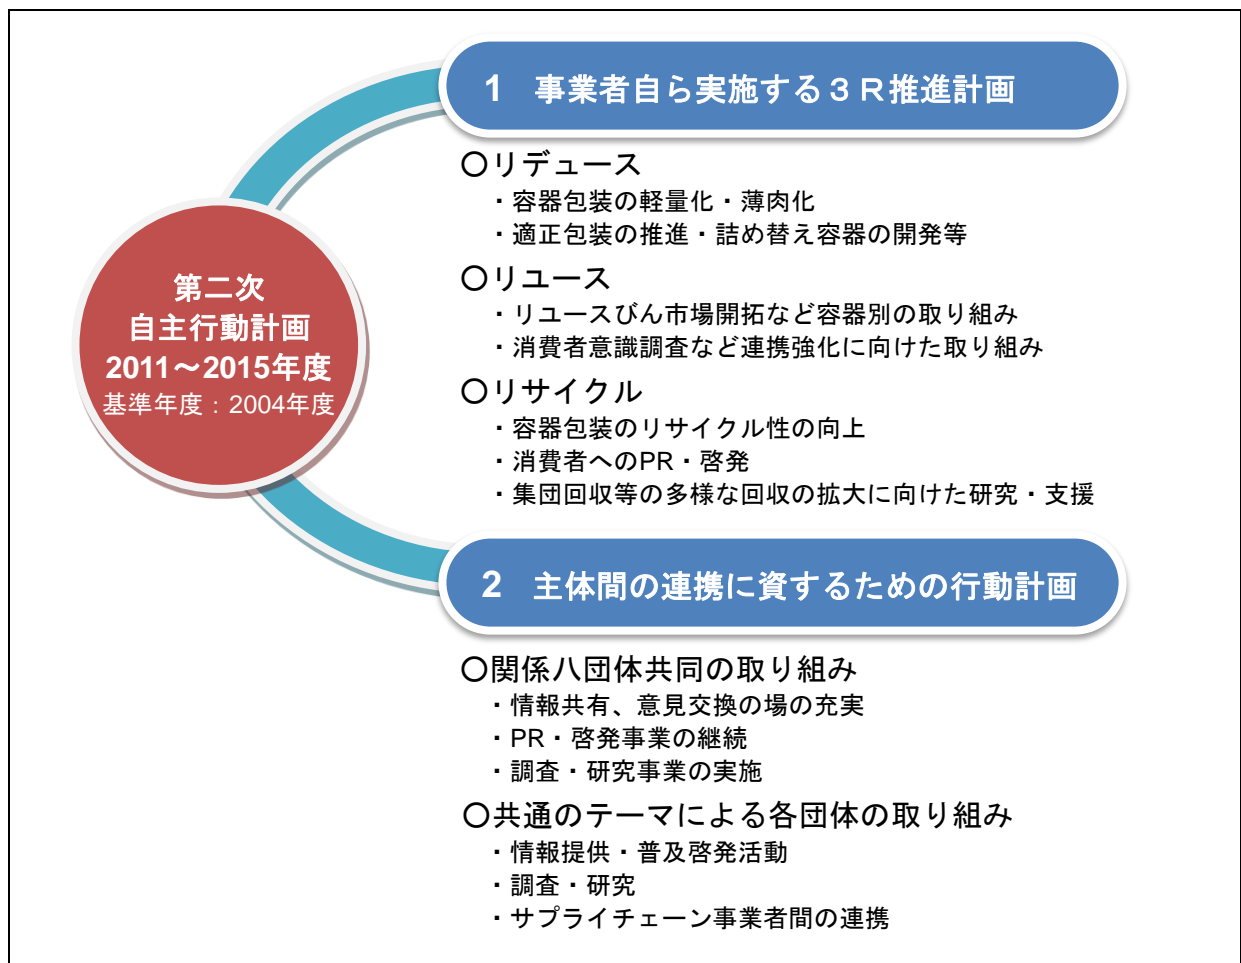 第二次
自主行動計画
2011～2015年度
基準年度：2004年度
1 事業者自ら実施する３Ｒ推進計画
〇リデュース
・容器包装の軽量化・薄肉化
・適正包装の推進・詰め替え容器の開発等
〇リユース
・リユースびん市場開拓など容器別の取り組み
・消費者意識調査など連携強化に向けた取り組み
〇リサイクル
・容器包装のリサイクル性の向上
・消費者へのPR・啓発
・集団回収等の多様な回収の拡大に向けた研究・支援
2 主体間の連携に資するための行動計画
〇関係八団体共同の取り組み
・情報共有、意見交換の場の充実
・PR・啓発事業の継続
・調査・研究事業の実施
〇共通のテーマによる各団体の取り組み
・情報提供・普及啓発活動
・調査・研究
・サプライチェーン事業者間の連携